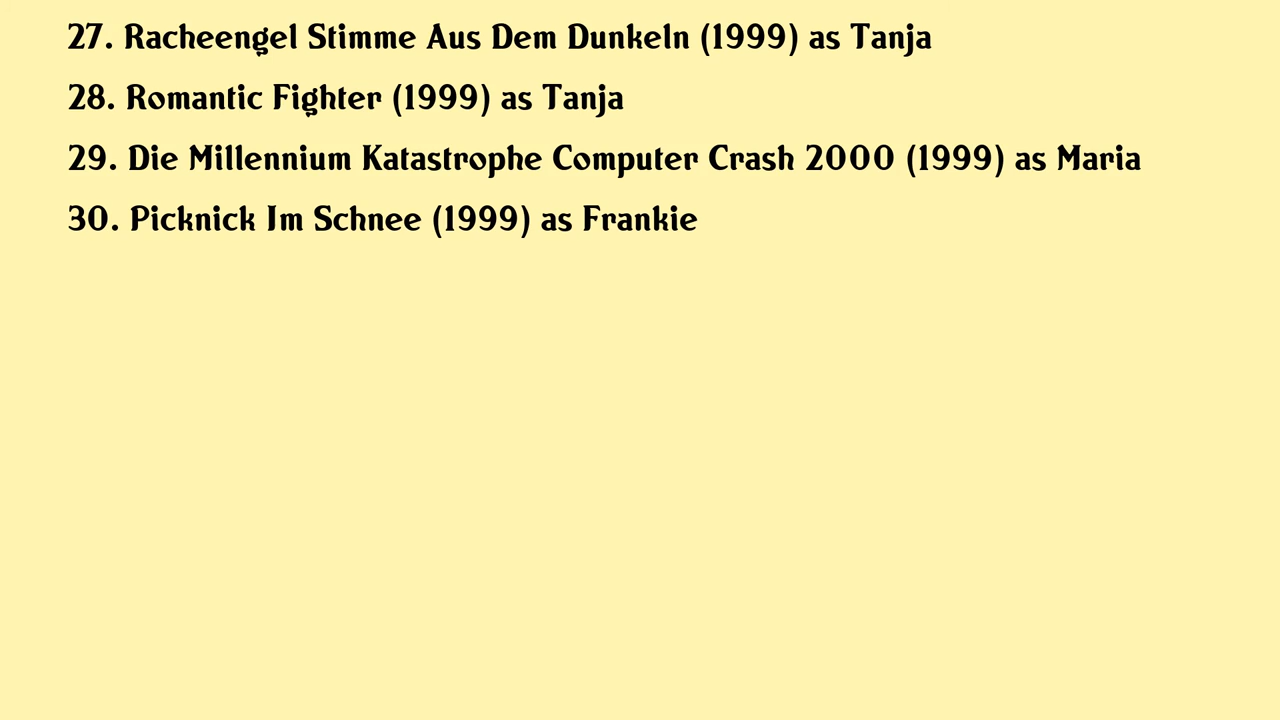 27. Racheengel Stimme Aus Dem Dunkeln (1999) as Tanja
28. Romantic Fighter (1999) as Tanja
29. Die Millennium Katastrophe Computer Crash 2000 (1999) as Maria
30. Picknick Im Schnee (1999) as Frankie